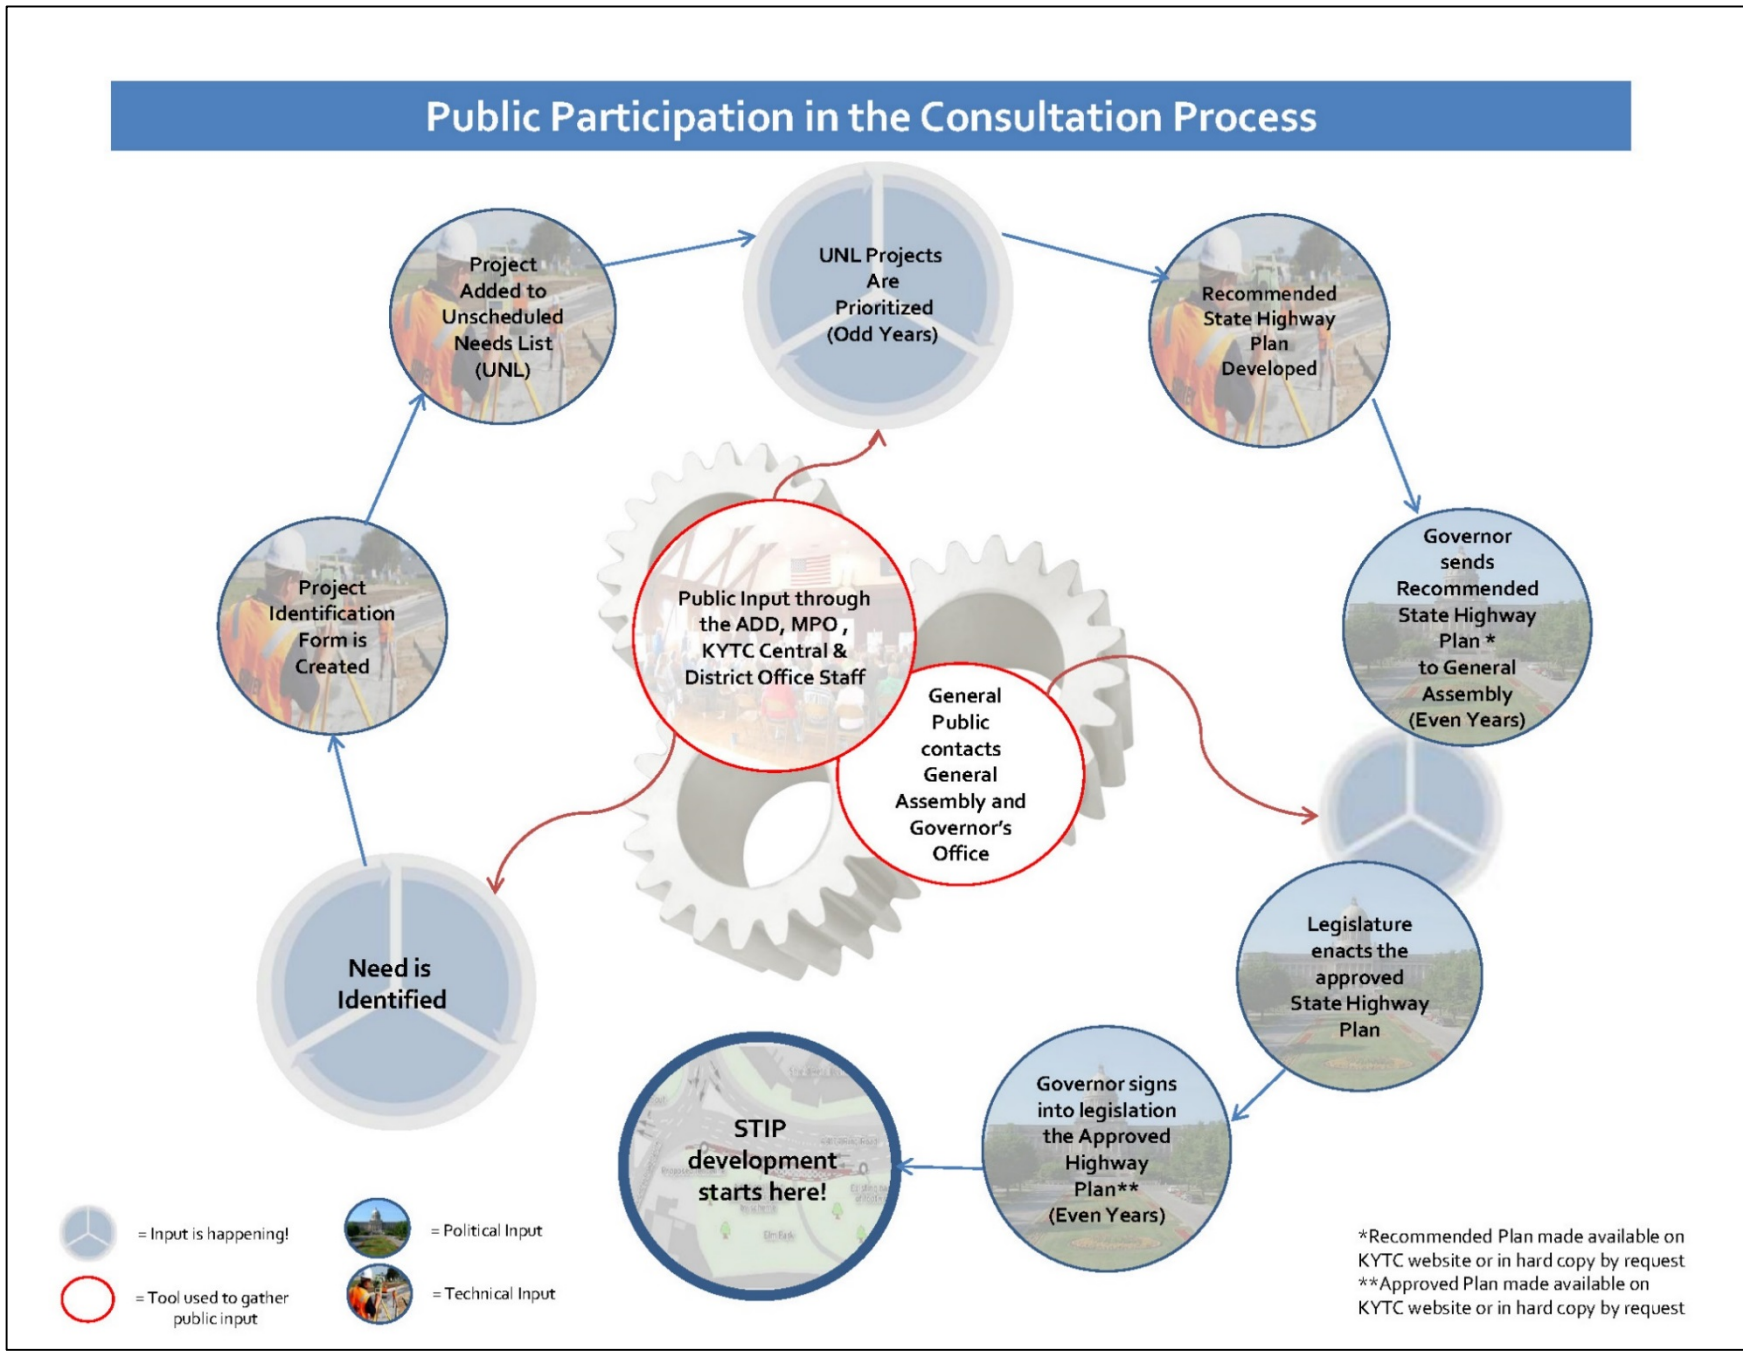 Public Participation in the Consultation Process
UNL Projects
Are
Prioritized
(Odd Years)
Project
Added to
Unscheduled
Needs List
(UNL)
Recommended
State Highway
Plan
Developed
Project
Identification
Form is
Created
Governor
sends
Recommended
State Highway
Plan *
to General
Assembly
(Even Years)
Public Input through
the ADD, MPO ,
KYTC Central &
District Office Staff
General
Public
contacts
General
Assembly and
Governor's
Office
Need is
Identified
Legislature
enacts the
approved
State Highway
Plan
Governor signs
into legislation
the Approved
Highway
Plan**
(Even Years)
STIP
development
starts here!
= Input is happening!
= Political Input
= Tool used to gather
public input
= Technical Input
*Recommended Plan made available on
KYTC website or in hard copy by request
**Approved Plan made available on
KYTC website or in hard copy by request